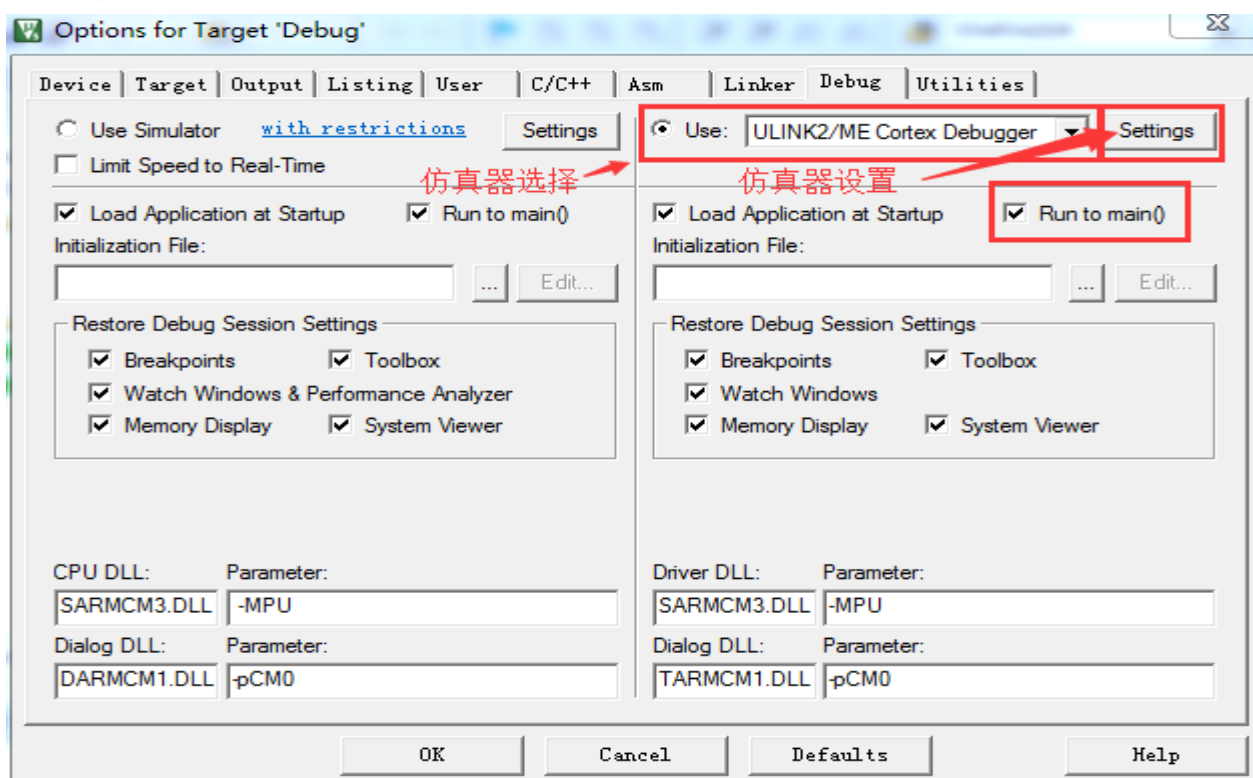 Options for Target 'Debug'
Device Target Output Listing User C/C++ Asm Linker Debug Utilities
Use Simulator with restrictions Settings
Limit Speed to Real-Time
Use: ULINK2/ME Cortex Debugger Settings
仿真器选择
仿真器设置
Load Application at Startup Run to main()
Initialization File:
... Edit...
Restore Debug Session Settings
Breakpoints Toolbox
Watch Windows & Performance Analyzer
Memory Display System Viewer
Load Application at Startup Run to main()
Initialization File:
... Edit...
Restore Debug Session Settings
Breakpoints Toolbox
Watch Windows
Memory Display System Viewer
CPU DLL: Parameter:
SARMCM3.DLL -MPU
Dialog DLL: Parameter:
DARMCM1.DLL -pCM0
Driver DLL: Parameter:
SARMCM3.DLL -MPU
Dialog DLL: Parameter:
TARMCM1.DLL -pCM0
OK Cancel Defaults Help